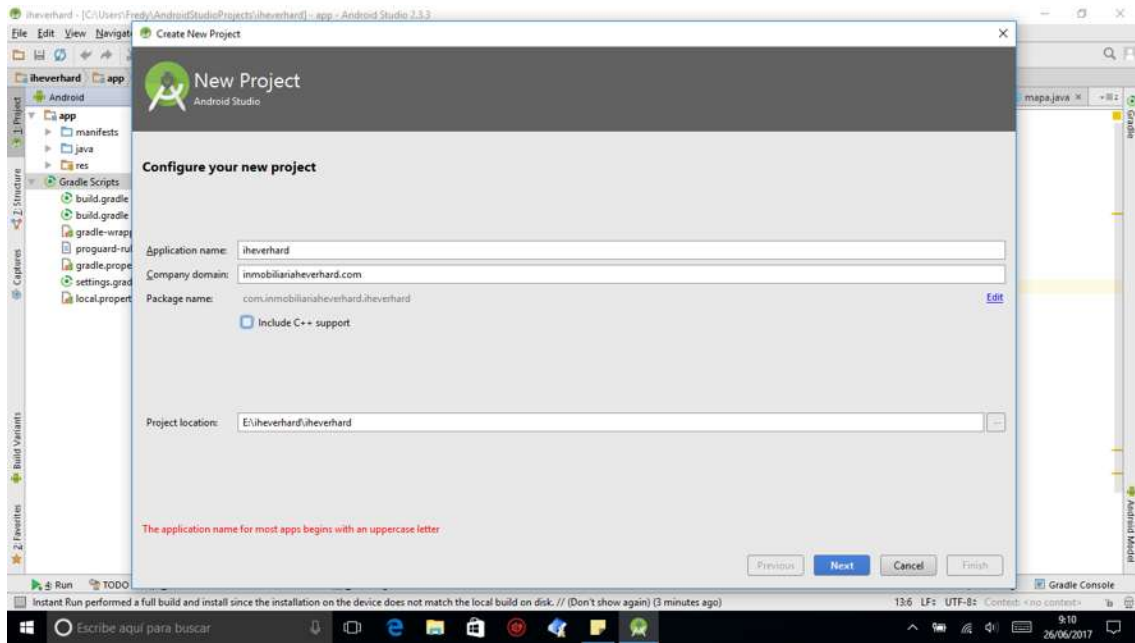 iheverhard - [C:\Users\Fredy\AndroidStudioProjects\iheverhard] - app - Android Studio 2.3.3
File Edit View Navigat
Create New Project
iheverhard app
New Project
Android Studio
Android
mapa.java
1: Project
Gradle
app
manifests
java
res
Gradle Scripts
build.gradle
build.gradle
gradle-wrapp
proguard-rul
gradle.prope
settings.grad
local.propert
Z: Structure
Captures
Configure your new project
Application name: iheverhard
Company domain: inmobiliariaheverhard.com
Package name: com.inmobiliariaheverhard.iheverhard Edit
Include C++ support
Project location: E:\iheverhard\iheverhard ...
Build Variants
2: Favorites
Android Model
The application name for most apps begins with an uppercase letter
Previous Next Cancel Finish
4: Run TODO Gradle Console
Instant Run performed a full build and install since the installation on the device does not match the local build on disk. // (Don't show again) (3 minutes ago) 13:6 LF÷ UTF-8÷ Context: <no context>
Escribe aquí para buscar 9:10
26/06/2017